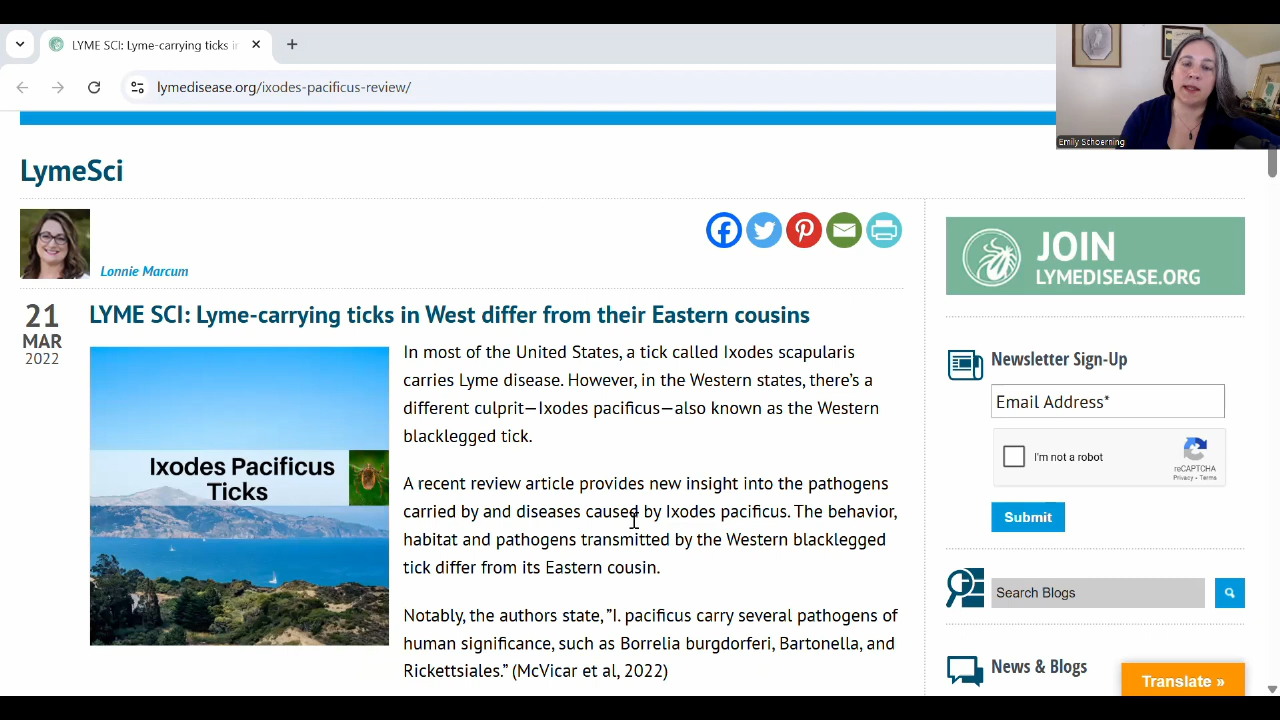 LYME SCI: Lyme-carrying ticks i
lymedisease.org/ixodes-pacificus-review/
Emily Schoerning
LymeSci
Lonnie Marcum
21
MAR
2022
LYME SCI: Lyme-carrying ticks in West differ from their Eastern cousins
Ixodes Pacificus
Ticks
In most of the United States, a tick called Ixodes scapularis
carries Lyme disease. However, in the Western states, there's a
different culprit—Ixodes pacificus—also known as the Western
blacklegged tick.
A recent review article provides new insight into the pathogens
carried by and diseases caused by Ixodes pacificus. The behavior,
habitat and pathogens transmitted by the Western blacklegged
tick differ from its Eastern cousin.
Notably, the authors state, ”I. pacificus carry several pathogens of
human significance, such as Borrelia burgdorferi, Bartonella, and
Rickettsiales.” (McVicar et al, 2022)
JOIN
LYMEDISEASE.ORG
Newsletter Sign-Up
Email Address*
I'm not a robot
reCAPTCHA
Privacy - Terms
Submit
Search Blogs
News & Blogs
Translate »